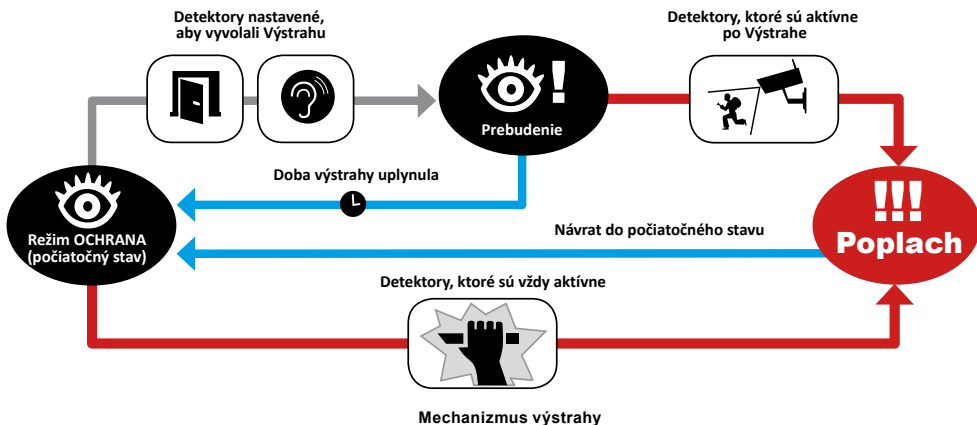 Detektory nastavené,
aby vyvolali Výstrahu
Detektory, ktoré sú aktívne
po Výstrahe
!
Prebudenie
Doba výstrahy uplynula
Režim OCHRANA
(počiatočný stav)
Návrat do počiatočného stavu
!!!
Poplach
Detektory, ktoré sú vždy aktívne
Mechanizmus výstrahy